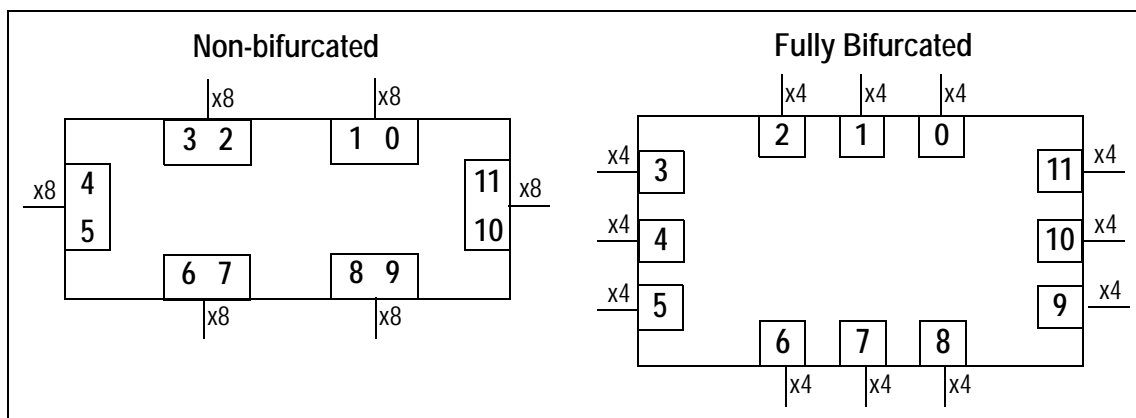 Non-bifurcated
x8 x8
3 2 1 0
x8 4 11 x8
5 10
6 7 8 9
x8 x8
Fully Bifurcated
x4 x4 x4
2 1 0
x4 3 11 x4
x4 4 10 x4
x4 5 9 x4
6 7 8
x4 x4 x4